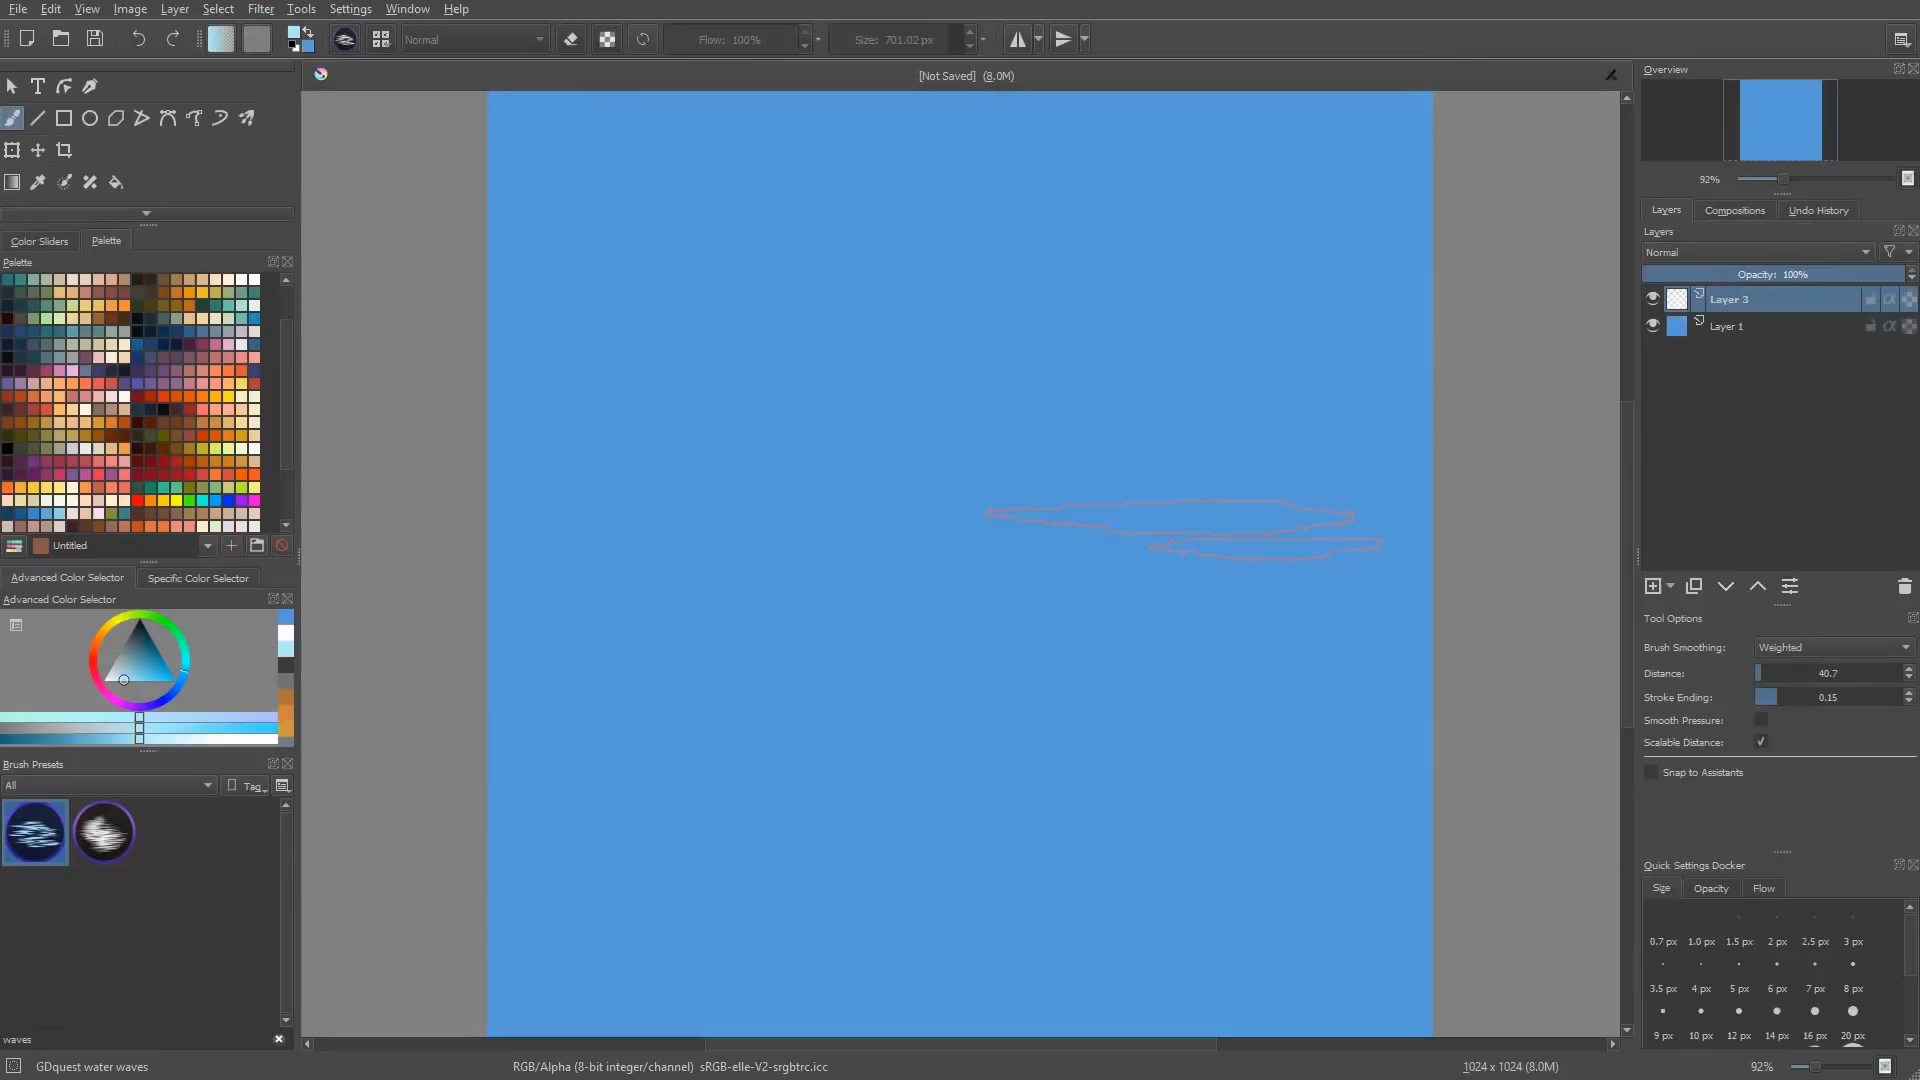 File Edit View Image Layer Select Filter Tools Settings Window Help
Normal Flow: 100% Size: 701.02 px
[Not Saved] (8.0M)
Overview
92%
Layers Compositions Undo History
Layers
Normal
Opacity: 100%
Layer 3
Layer 1
Color Sliders Palette
Palette
Untitled
Advanced Color Selector Specific Color Selector
Advanced Color Selector
Brush Presets
All Tag
waves
Tool Options
Brush Smoothing: Weighted
Distance: 40.7
Stroke Ending: 0.15
Smooth Pressure:
Scalable Distance:
Snap to Assistants
Quick Settings Docker
Size Opacity Flow
0.7 px 1.0 px 1.5 px 2 px 2.5 px 3 px
3.5 px 4 px 5 px 6 px 7 px 8 px
9 px 10 px 12 px 14 px 16 px 20 px
GDquest water waves RGB/Alpha (8-bit integer/channel) sRGB-elle-V2-srgbtrc.icc 1024 x 1024 (8.0M) 92%